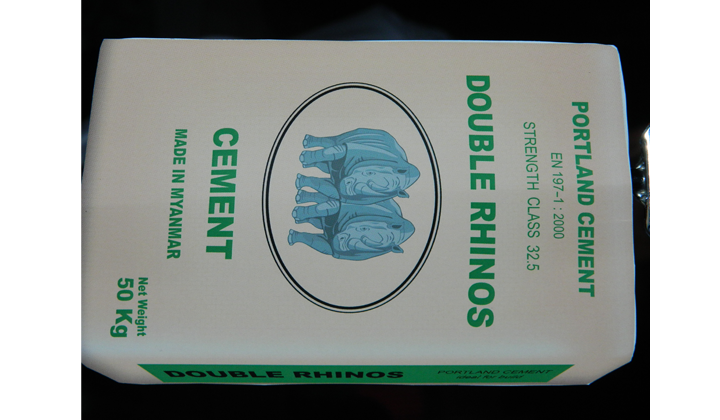 PORTLAND CEMENT
EN 197-1 : 2000
STRENGTH CLASS 32.5
DOUBLE RHINOS
CEMENT
MADE IN MYANMAR
Net Weight
50 Kg
DOUBLE RHINOS
PORTLAND CEMENT